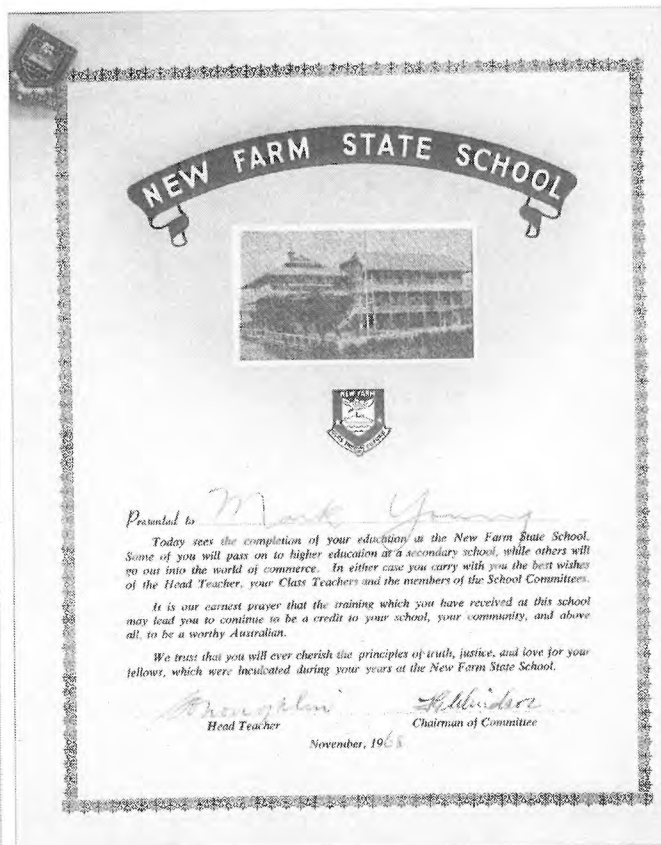 NEW FARM STATE SCHOOL
NEW FARM
Presented to Mark Young
Today sees the completion of your education at the New Farm State School.
Some of you will pass on to higher education at a secondary school, while others will
go out into the world of commerce. In either case you carry with you the best wishes
of the Head Teacher, your Class Teachers and the members of the School Committees.
It is our earnest prayer that the training which you have received at this school
may lead you to continue to be a credit to your school, your community, and above
all, to be a worthy Australian.
We trust that you will ever cherish the principles of truth, justice, and love for your
fellows, which were inculcated during your years at the New Farm State School.
Head Teacher
Chairman of Committee
November, 1968